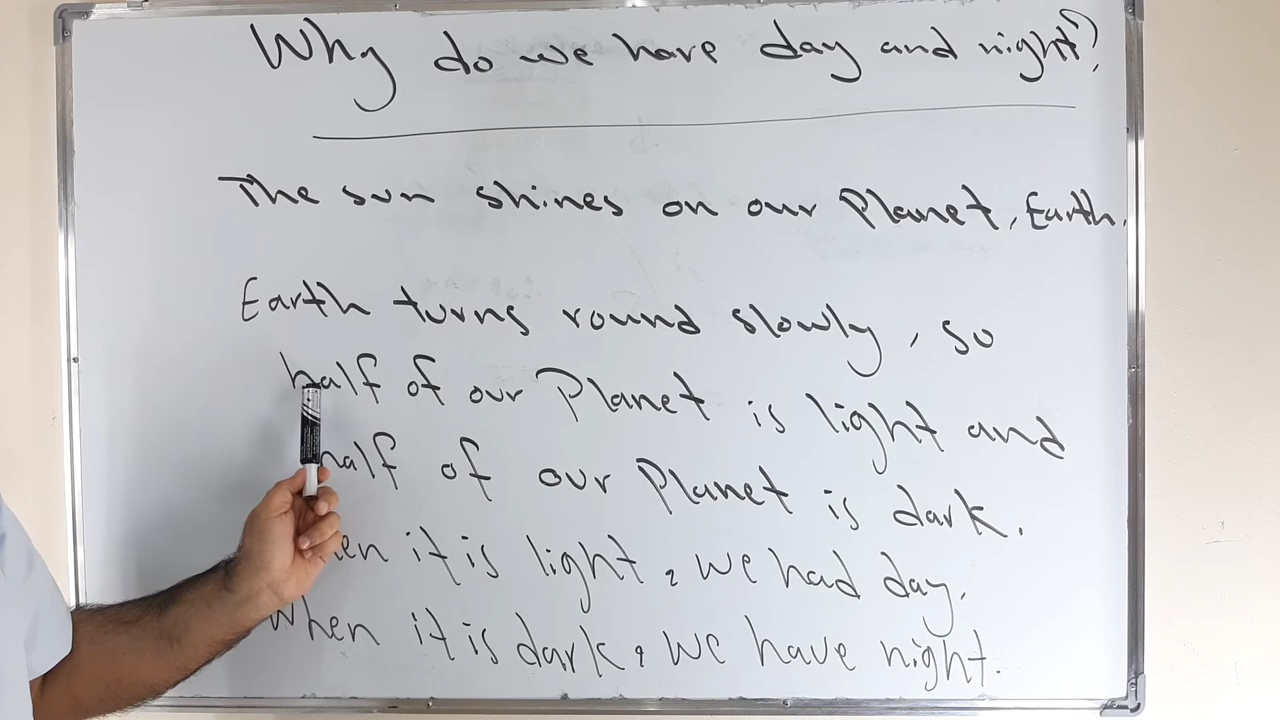 Why do we have day and night?
The sun shines on our Planet, Earth.
Earth turns round slowly, so
half of our Planet is light and
half of our Planet is dark.
en it is light, we had day.
When it is dark, we have night.